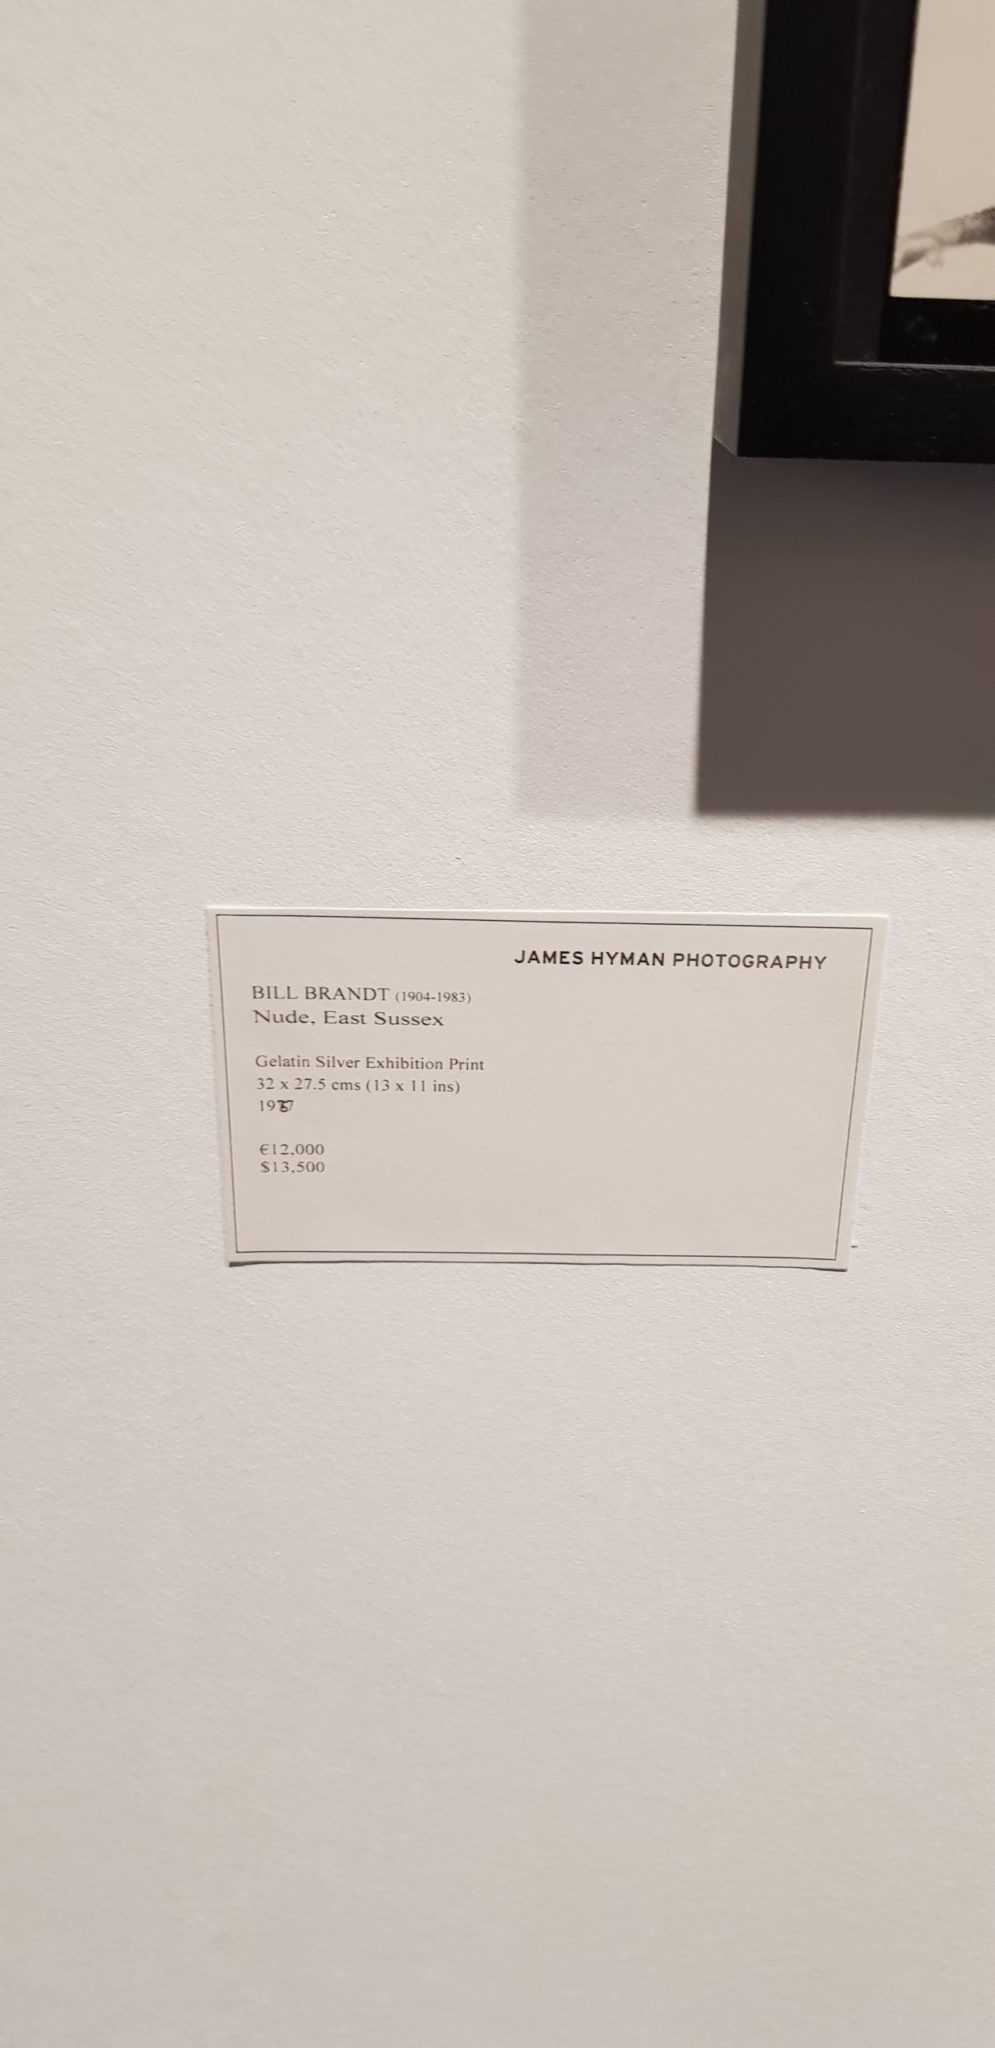 JAMES HYMAN PHOTOGRAPHY
BILL BRANDT (1904-1983)
Nude, East Sussex
Gelatin Silver Exhibition Print
32 x 27.5 cms (13 x 11 ins)
€12,000
$13,500